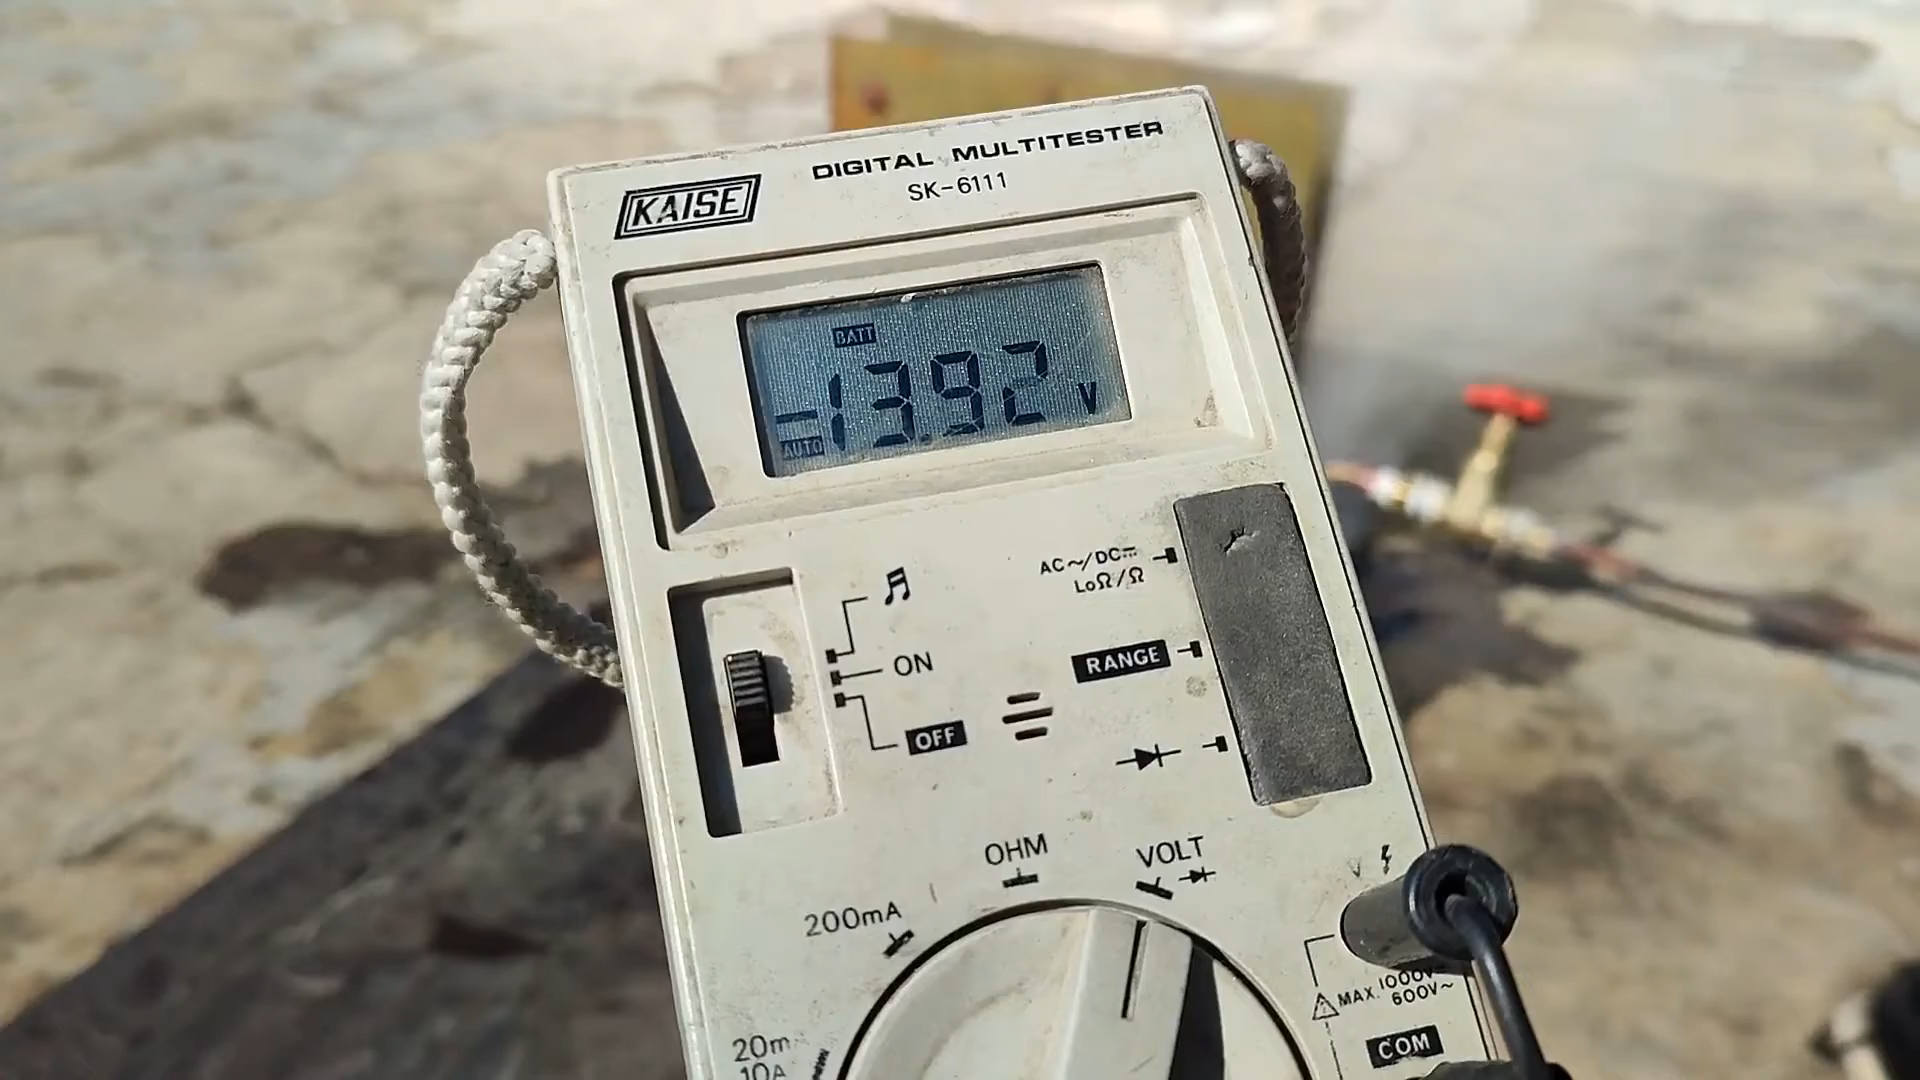 DIGITAL MULTITESTER
SK-6111
KAISE
BATT
-13.92 V
AUTO
AC~/DC⎓
LoΩ/Ω
ON
RANGE
OFF
OHM
VOLT
200mA
V
MAX. 1000V
600V~
20m
10A
COM